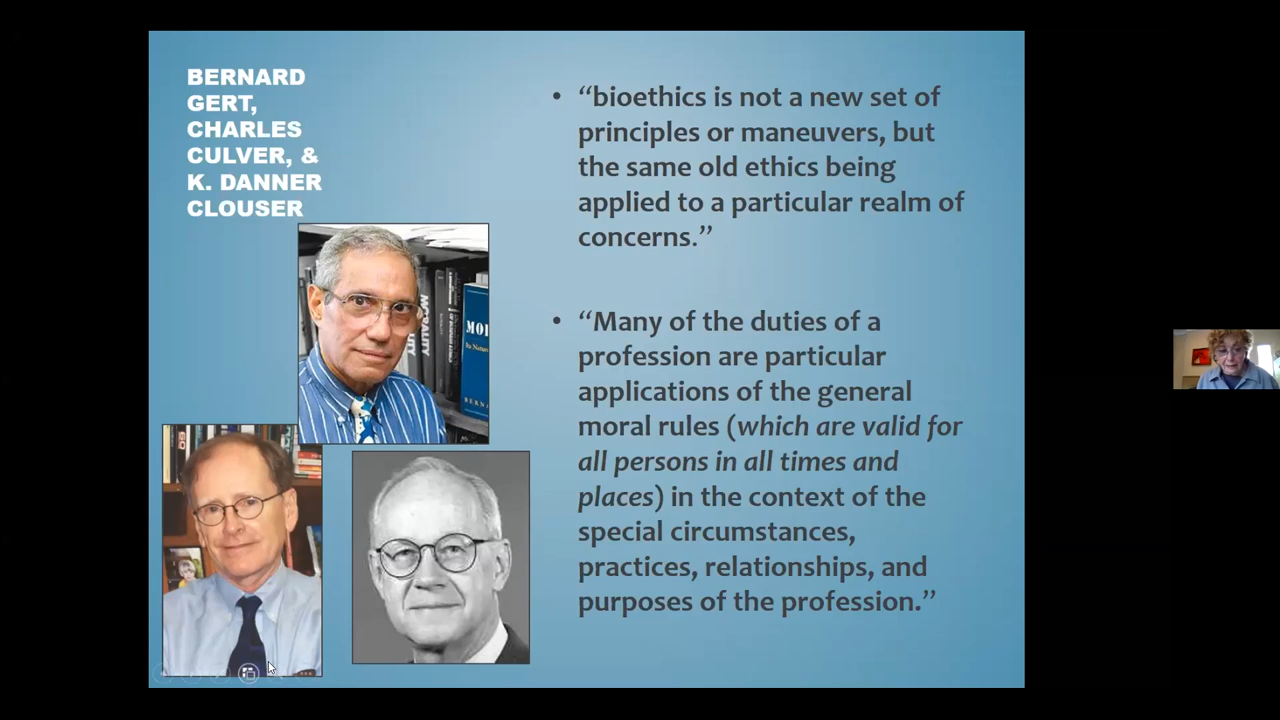 BERNARD
GERT,
CHARLES
CULVER, &
K. DANNER
CLOUSER
• “bioethics is not a new set of
principles or maneuvers, but
the same old ethics being
applied to a particular realm of
concerns.”
• “Many of the duties of a
profession are particular
applications of the general
moral rules (which are valid for
all persons in all times and
places) in the context of the
special circumstances,
practices, relationships, and
purposes of the profession.”
MORALITY